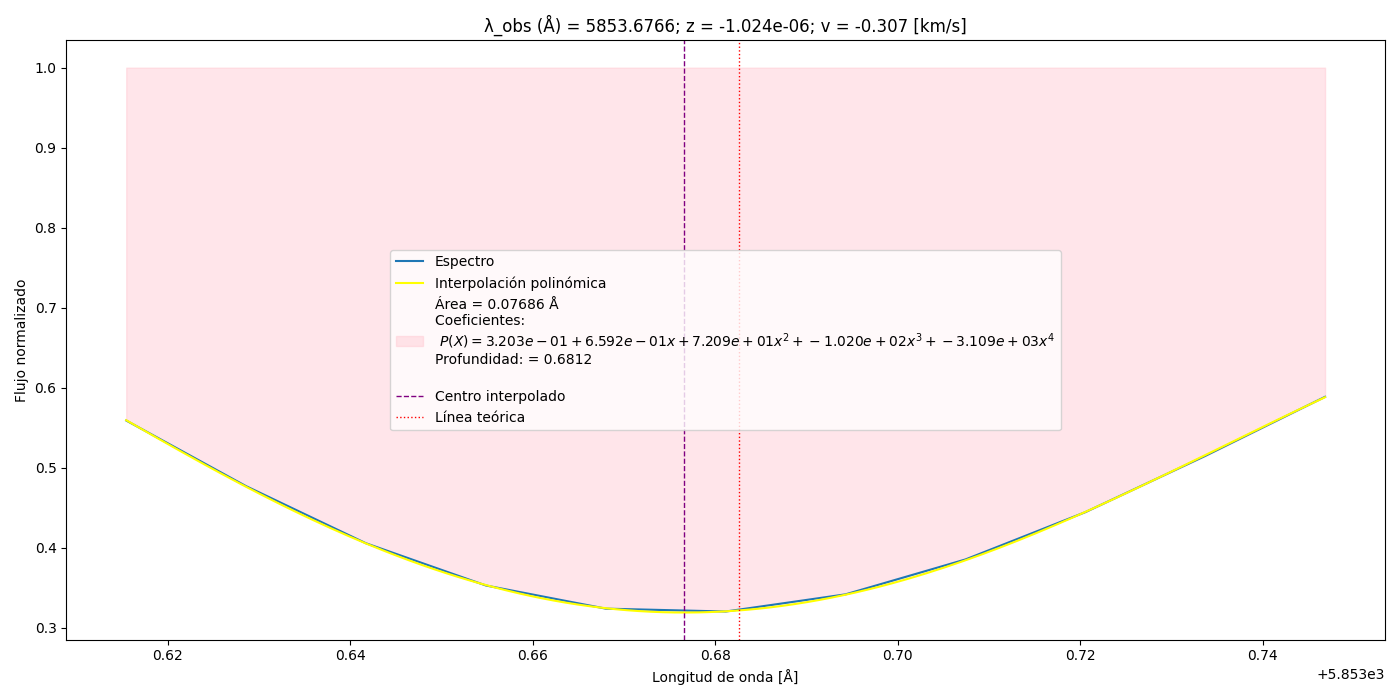 λ_obs (Å) = 5853.6766; z = -1.024e-06; v = -0.307 [km/s]
Flujo normalizado
1.0
0.9
0.8
0.7
0.6
0.5
0.4
0.3
Espectro
Interpolación polinómica
Área = 0.07686 Å
Coeficientes:
P(X) = 3.203e − 01 + 6.592e − 01x + 7.209e + 01x² + − 1.020e + 02x³ + − 3.109e + 03x⁴
Profundidad: = 0.6812
Centro interpolado
Línea teórica
0.62 0.64 0.66 0.68 0.70 0.72 0.74
Longitud de onda [Å]
+5.853e3